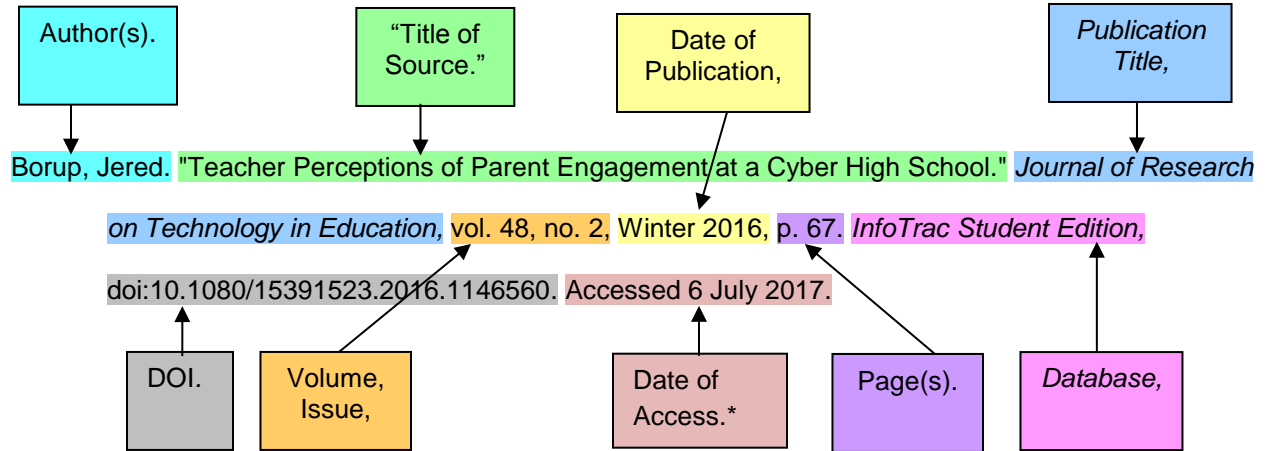 Author(s).
“Title of
Source.”
Date of
Publication,
Publication
Title,
Borup, Jered. "Teacher Perceptions of Parent Engagement at a Cyber High School." Journal of Research
on Technology in Education, vol. 48, no. 2, Winter 2016, p. 67. InfoTrac Student Edition,
doi:10.1080/15391523.2016.1146560. Accessed 6 July 2017.
DOI.
Volume,
Issue,
Date of
Access.*
Page(s).
Database,